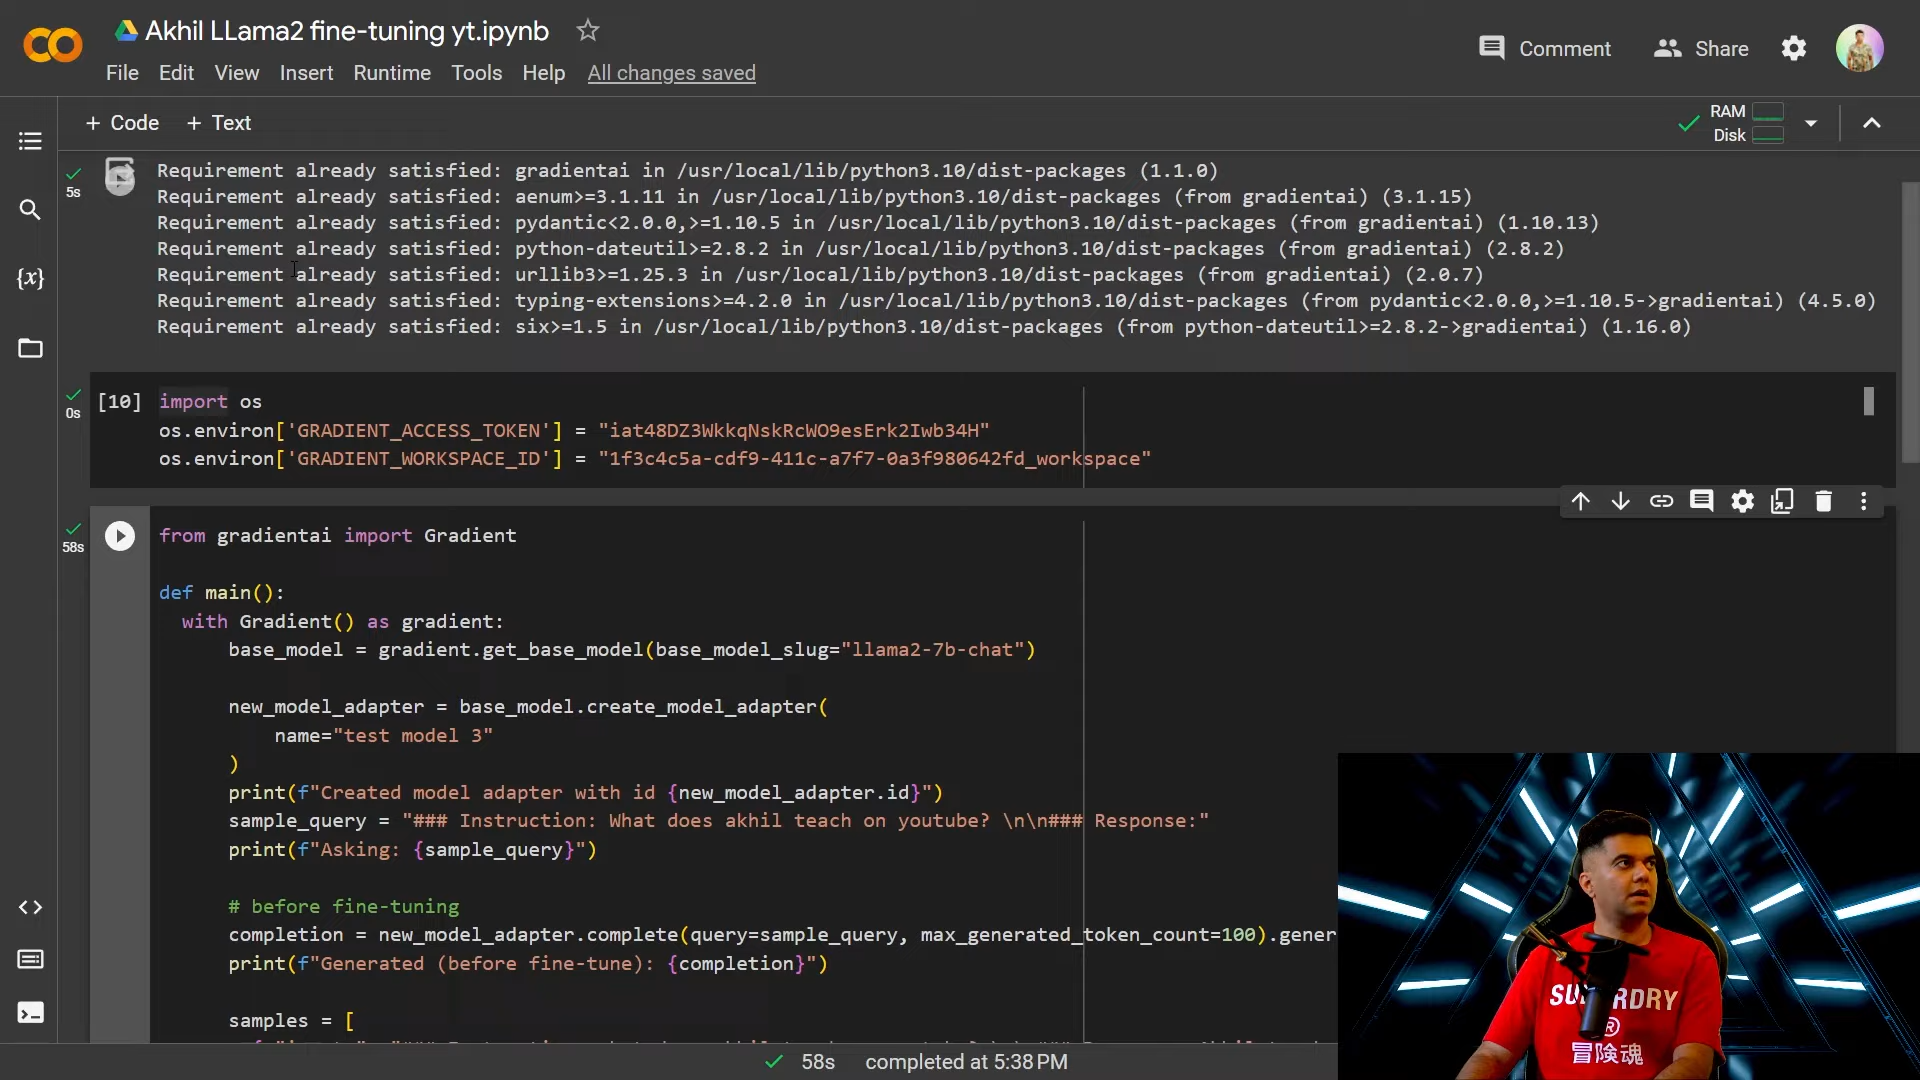 Akhil LLama2 fine-tuning yt.ipynb
Comment
Share
File Edit View Insert Runtime Tools Help All changes saved
+ Code + Text
RAM
Disk
5s
Requirement already satisfied: gradientai in /usr/local/lib/python3.10/dist-packages (1.1.0)
Requirement already satisfied: aenum>=3.1.11 in /usr/local/lib/python3.10/dist-packages (from gradientai) (3.1.15)
Requirement already satisfied: pydantic<2.0.0,>=1.10.5 in /usr/local/lib/python3.10/dist-packages (from gradientai) (1.10.13)
Requirement already satisfied: python-dateutil>=2.8.2 in /usr/local/lib/python3.10/dist-packages (from gradientai) (2.8.2)
Requirement already satisfied: urllib3>=1.25.3 in /usr/local/lib/python3.10/dist-packages (from gradientai) (2.0.7)
Requirement already satisfied: typing-extensions>=4.2.0 in /usr/local/lib/python3.10/dist-packages (from pydantic<2.0.0,>=1.10.5->gradientai) (4.5.0)
Requirement already satisfied: six>=1.5 in /usr/local/lib/python3.10/dist-packages (from python-dateutil>=2.8.2->gradientai) (1.16.0)
0s
[10] import os
os.environ['GRADIENT_ACCESS_TOKEN'] = "iat48DZ3WkkqNskRcWO9esErk2Iwb34H"
os.environ['GRADIENT_WORKSPACE_ID'] = "1f3c4c5a-cdf9-411c-a7f7-0a3f980642fd_workspace"
58s
from gradientai import Gradient
def main():
with Gradient() as gradient:
base_model = gradient.get_base_model(base_model_slug="llama2-7b-chat")
new_model_adapter = base_model.create_model_adapter(
name="test model 3"
)
print(f"Created model adapter with id {new_model_adapter.id}")
sample_query = "### Instruction: What does akhil teach on youtube? \n\n### Response:"
print(f"Asking: {sample_query}")
# before fine-tuning
completion = new_model_adapter.complete(query=sample_query, max_generated_token_count=100).gener
print(f"Generated (before fine-tune): {completion}")
samples = [
58s completed at 5:38 PM
冒険魂